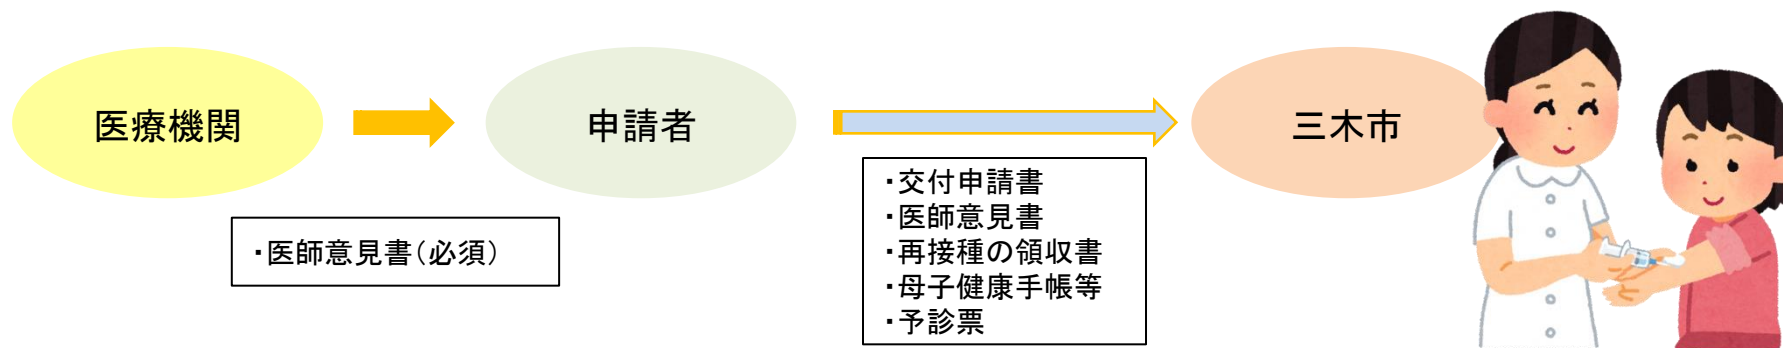 医療機関
申請者
三木市
・医師意見書(必須)
・交付申請書
・医師意見書
・再接種の領収書
・母子健康手帳等
・予診票